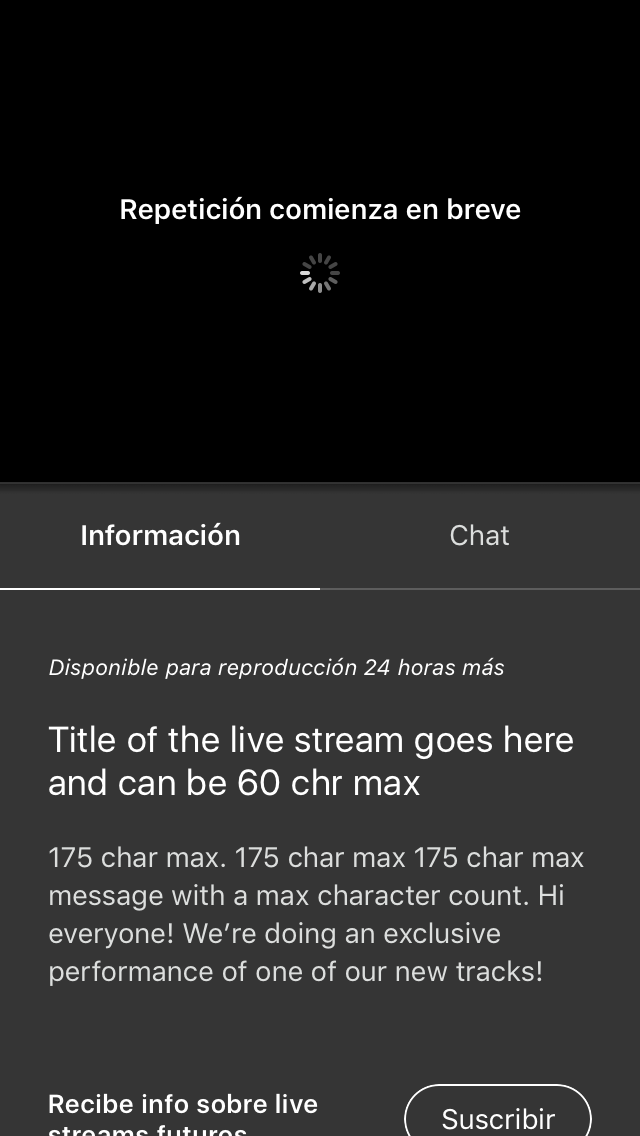 Repetición comienza en breve
Información
Chat
Disponible para reproducción 24 horas más
Title of the live stream goes here
and can be 60 chr max
175 char max. 175 char max 175 char max
message with a max character count. Hi
everyone! We’re doing an exclusive
performance of one of our new tracks!
Recibe info sobre live
streams futuros
Suscribir